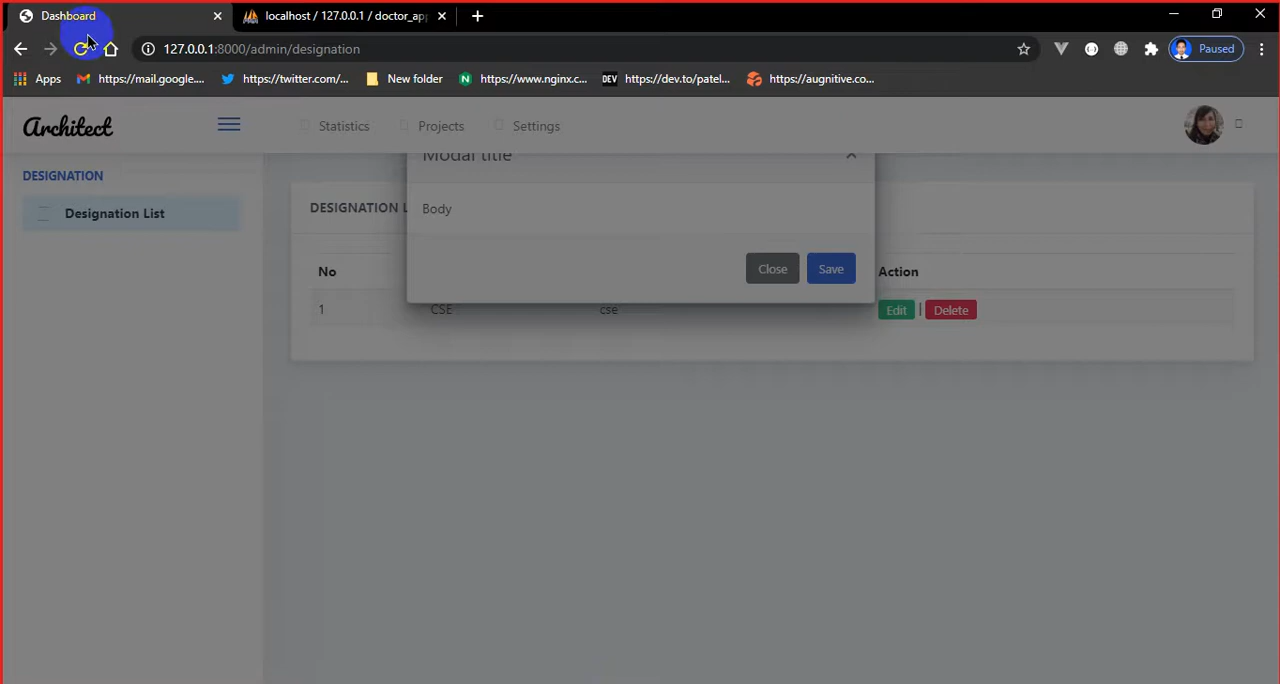 Dashboard
localhost / 127.0.0.1 / doctor_app
127.0.0.1:8000/admin/designation
Paused
Apps
https://mail.google....
https://twitter.com/...
New folder
https://www.nginx.c...
DEV
https://dev.to/patel...
https://augnitive.co...
Architect
Statistics
Projects
Settings
DESIGNATION
Modal title
Designation List
DESIGNATION L
Body
Close
Save
No
Action
1
CSE
cse
Edit | Delete